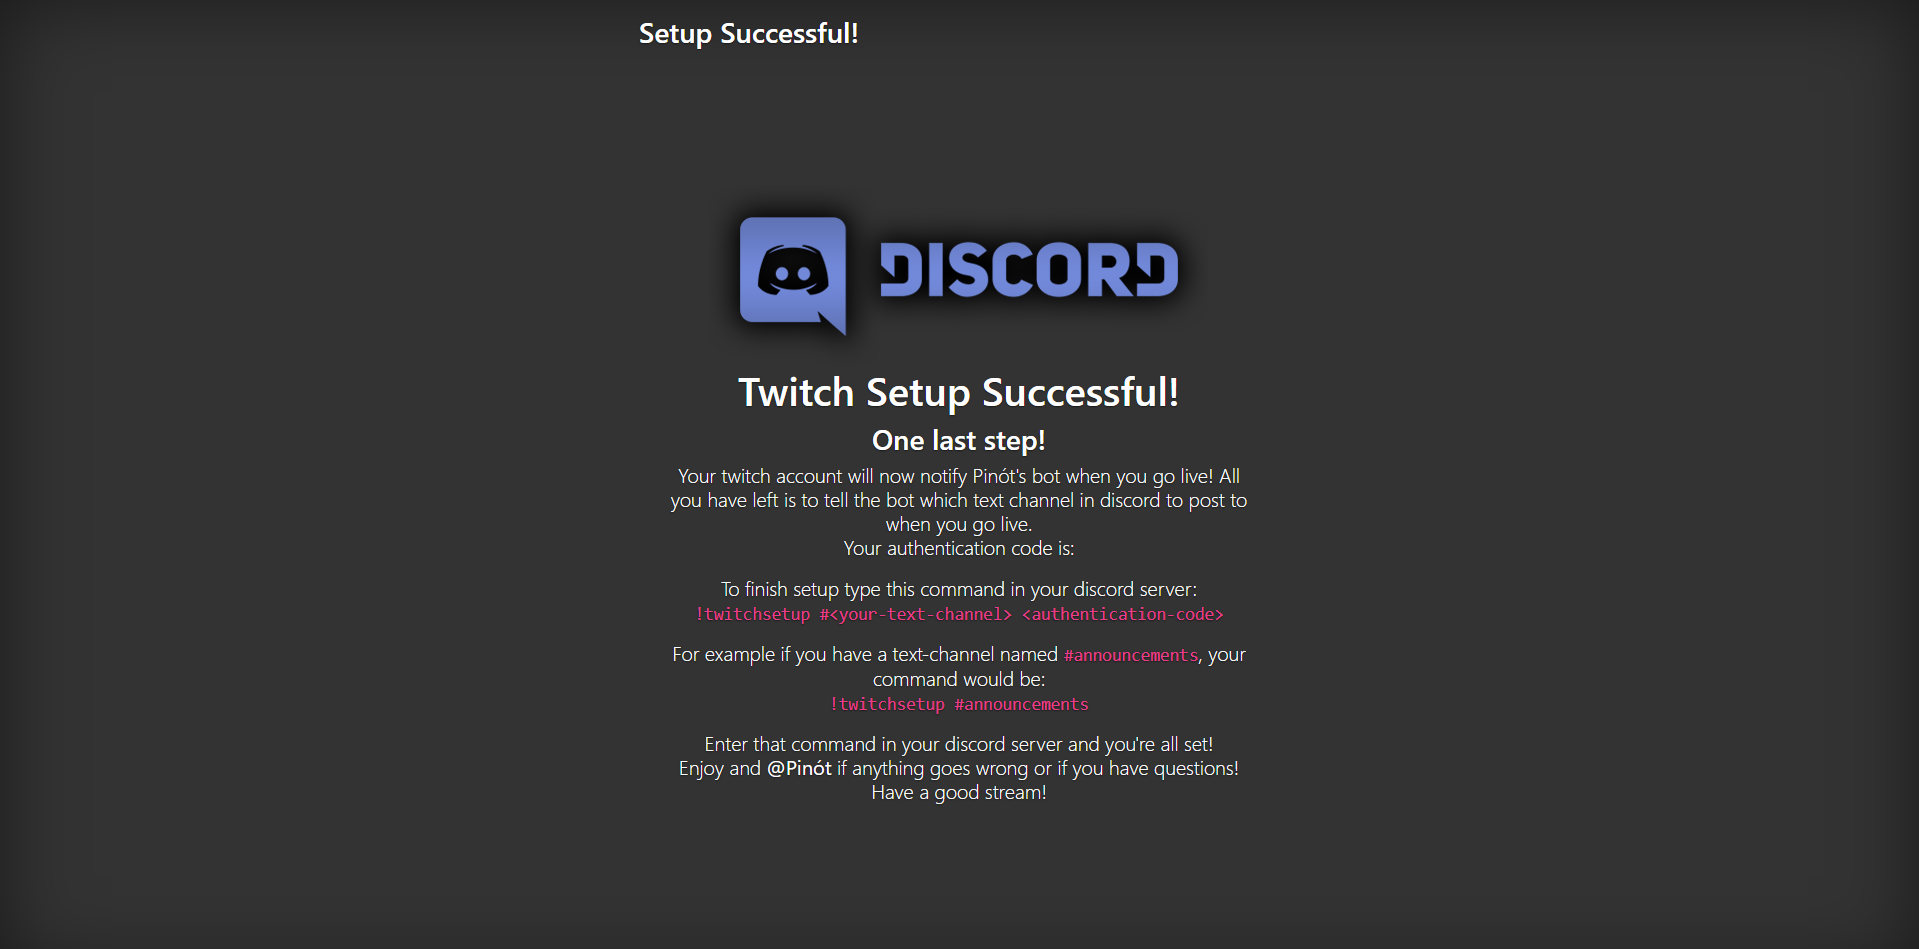 Setup Successful!
DISCORD
Twitch Setup Successful!
One last step!
Your twitch account will now notify Pinót's bot when you go live! All
you have left is to tell the bot which text channel in discord to post to
when you go live.
Your authentication code is:
To finish setup type this command in your discord server:
!twitchsetup #<your-text-channel> <authentication-code>
For example if you have a text-channel named #announcements, your
command would be:
!twitchsetup #announcements
Enter that command in your discord server and you're all set!
Enjoy and @Pinót if anything goes wrong or if you have questions!
Have a good stream!